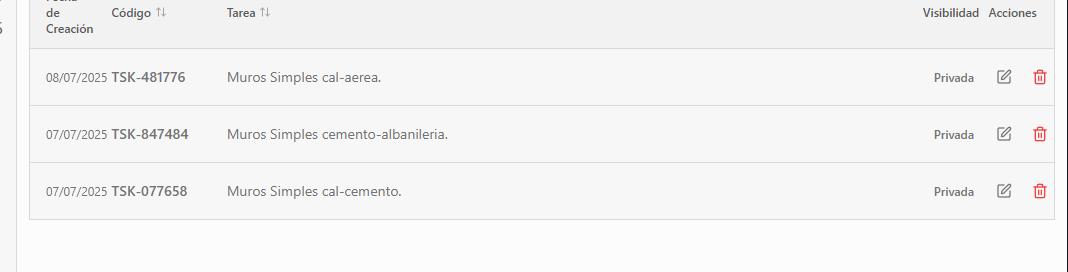 de
Creación
Código
Tarea
Visibilidad
Acciones
08/07/2025 TSK-481776 Muros Simples cal-aerea. Privada
07/07/2025 TSK-847484 Muros Simples cemento-albanileria. Privada
07/07/2025 TSK-077658 Muros Simples cal-cemento. Privada